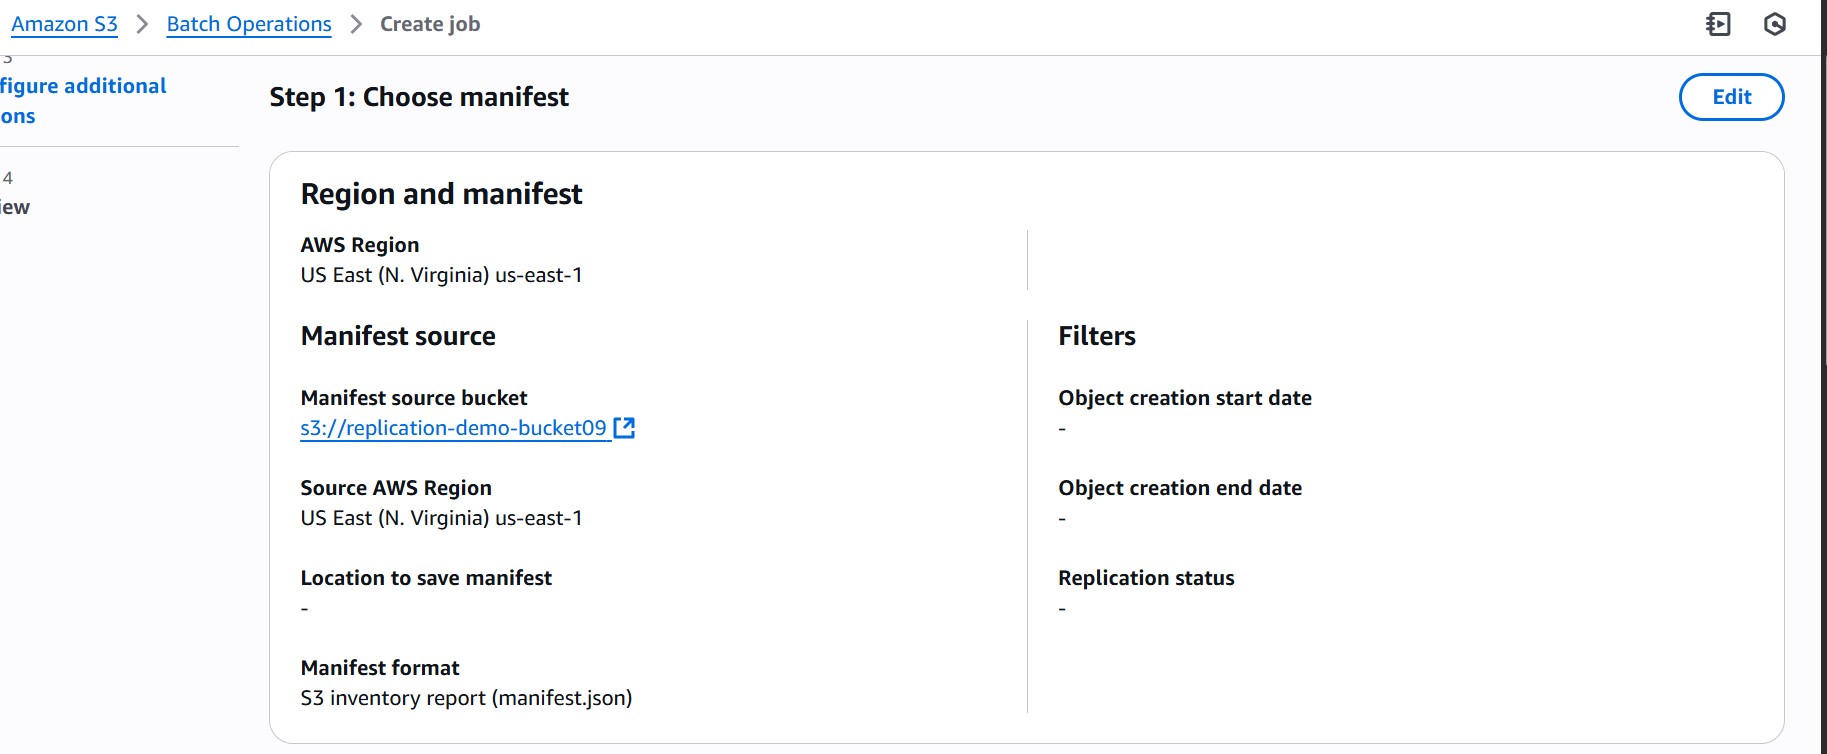 Amazon S3 > Batch Operations > Create job
3
figure additional
ons
4
iew
Step 1: Choose manifest
Edit
Region and manifest
AWS Region
US East (N. Virginia) us-east-1
Manifest source
Manifest source bucket
s3://replication-demo-bucket09
Source AWS Region
US East (N. Virginia) us-east-1
Location to save manifest
-
Manifest format
S3 inventory report (manifest.json)
Filters
Object creation start date
-
Object creation end date
-
Replication status
-